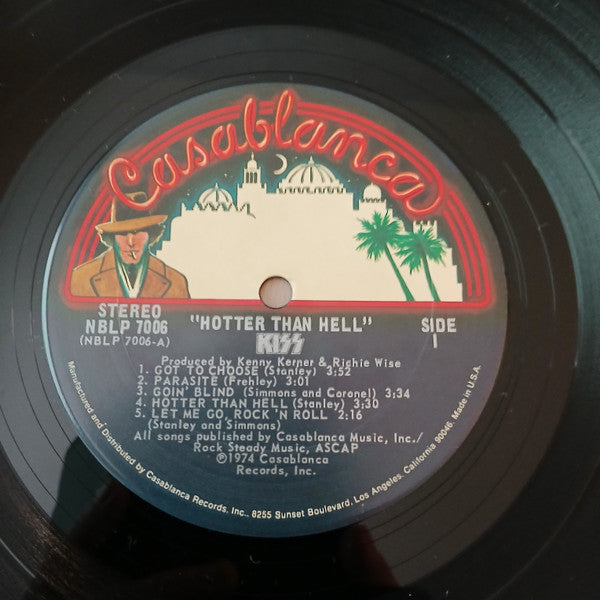 Casablanca
STEREO
NBLP 7006
(NBLP 7006-A)
"HOTTER THAN HELL"
KISS
SIDE
1
Produced by Kenny Kerner & Richie Wise
1. GOT TO CHOOSE (Stanley) 3:52
2. PARASITE (Frehley) 3:01
3. GOIN' BLIND (Simmons and Coronel) 3:34
4. HOTTER THAN HELL (Stanley) 3:30
5. LET ME GO, ROCK 'N ROLL 2:16
(Stanley and Simmons)
All songs published by Casablanca Music, Inc./
Rock Steady Music, ASCAP
℗1974 Casablanca
Records, Inc.
Manufactured and Distributed by Casablanca Records, Inc., 8255 Sunset Boulevard, Los Angeles, California 90046. Made in U.S.A.